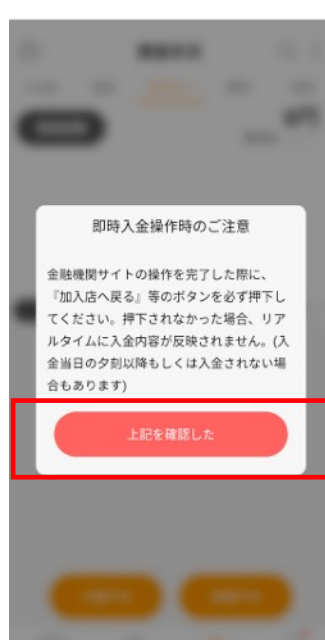 即時入金操作時のご注意
金融機関サイトの操作を完了した際に、
『加入店へ戻る』等のボタンを必ず押下し
てください。押下されなかった場合、リア
ルタイムに入金内容が反映されません。(入
金当日の夕刻以降もしくは入金されない場
合もあります)
上記を確認した